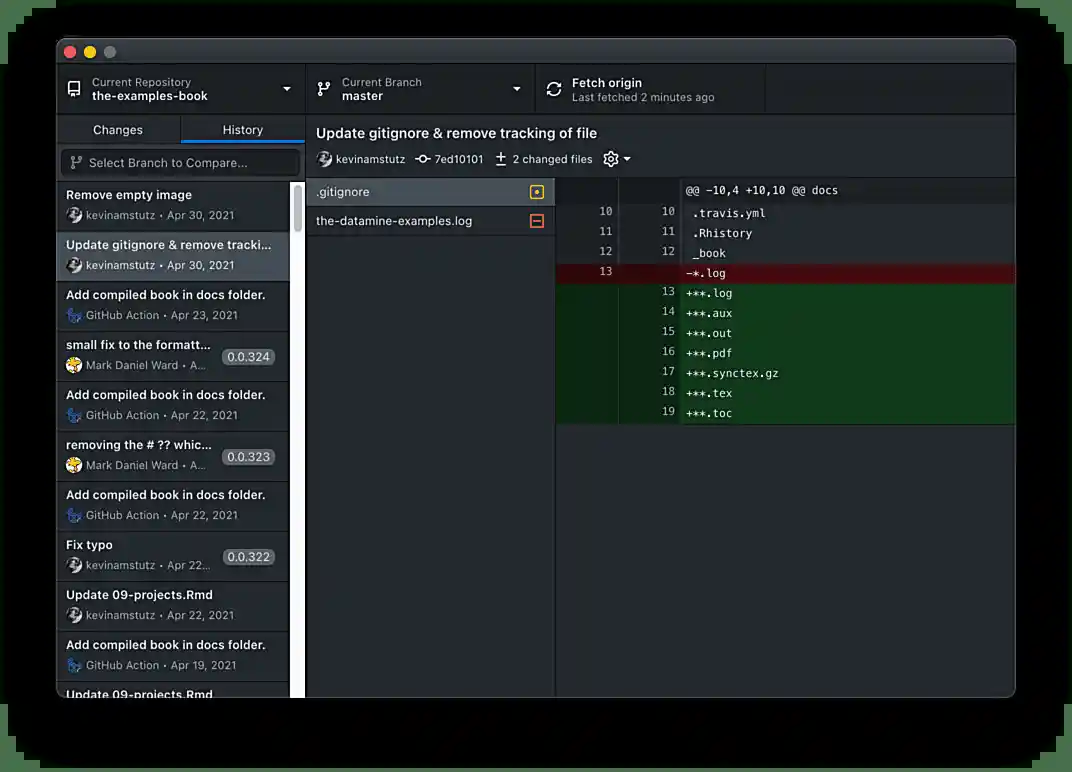 Current Repository
the-examples-book
Current Branch
master
Fetch origin
Last fetched 2 minutes ago
Changes
History
Select Branch to Compare...
Remove empty image
kevinamstutz • Apr 30, 2021
Update gitignore & remove tracki...
kevinamstutz • Apr 30, 2021
Add compiled book in docs folder.
GitHub Action • Apr 23, 2021
small fix to the formatt...
0.0.324
Mark Daniel Ward • A...
Add compiled book in docs folder.
GitHub Action • Apr 22, 2021
removing the # ?? whic...
0.0.323
Mark Daniel Ward • A...
Add compiled book in docs folder.
GitHub Action • Apr 22, 2021
Fix typo
0.0.322
kevinamstutz • Apr 22...
Update 09-projects.Rmd
kevinamstutz • Apr 22, 2021
Add compiled book in docs folder.
GitHub Action • Apr 19, 2021
Update 09-projects.Rmd
Update gitignore & remove tracking of file
kevinamstutz 7ed10101 2 changed files
.gitignore
the-datamine-examples.log
@@ -10,4 +10,10 @@ docs
10 10 .travis.yml
11 11 .Rhistory
12 12 _book
13 -*.log
13 +**.log
14 +**.aux
15 +**.out
16 +**.pdf
17 +**.synctex.gz
18 +**.tex
19 +**.toc